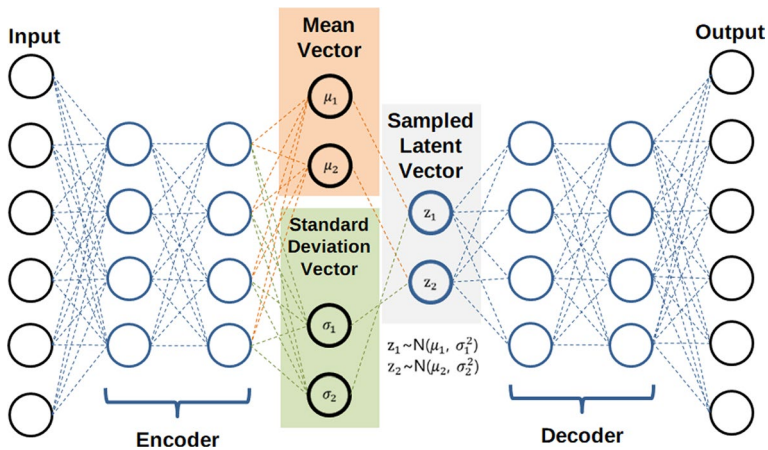 Input
Mean
Vector
μ₁
μ₂
Standard
Deviation
Vector
σ₁
σ₂
Sampled
Latent
Vector
z₁
z₂
z₁~N(μ₁, σ₁²)
z₂~N(μ₂, σ₂²)
Output
Encoder
Decoder